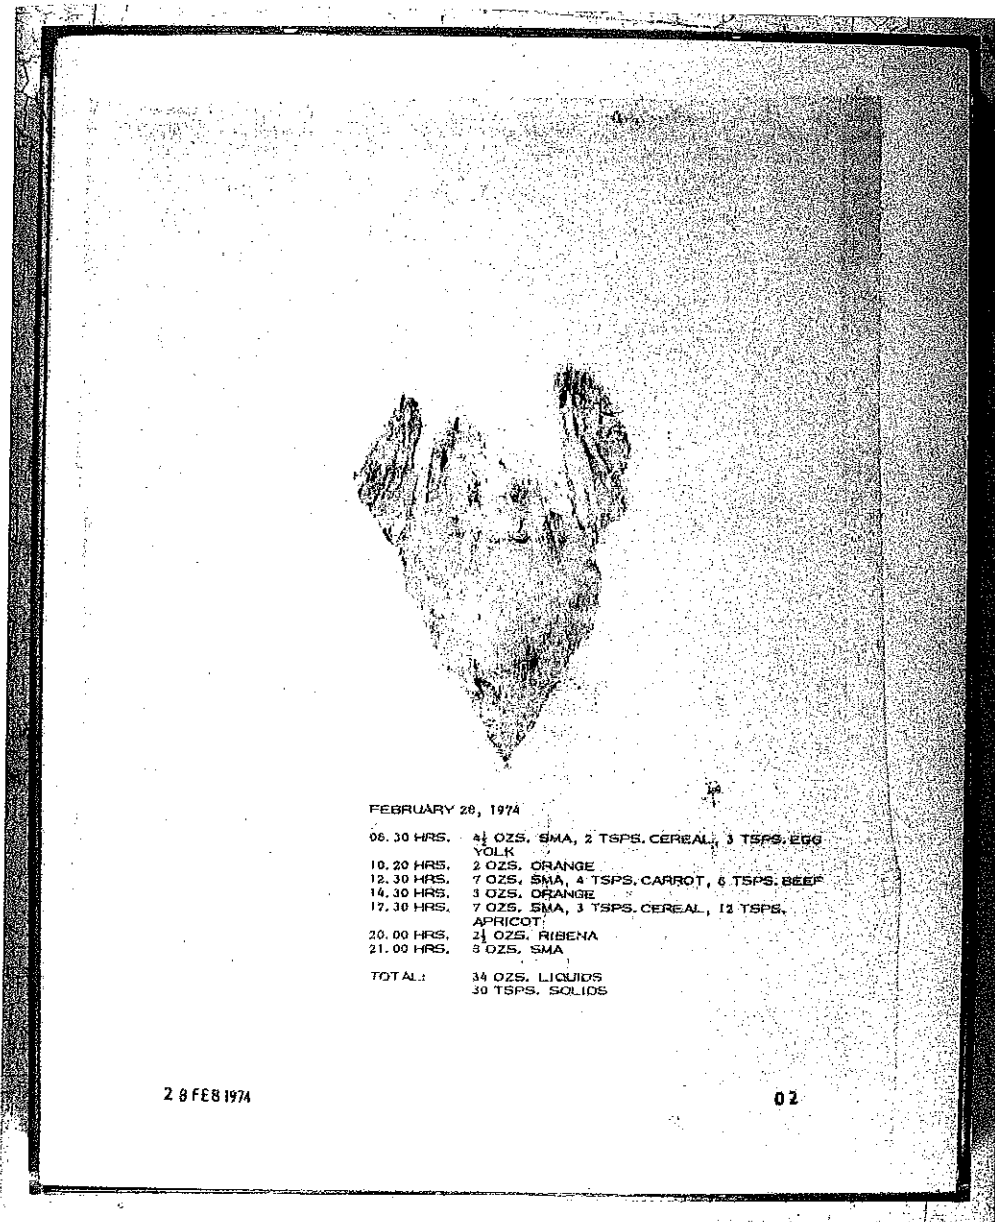 FEBRUARY 28, 1974
08.30 HRS. 4½ OZS. SMA, 2 TSPS. CEREAL, 3 TSPS. EGG
YOLK
10.20 HRS. 2 OZS. ORANGE
12.30 HRS. 7 OZS. SMA, 4 TSPS. CARROT, 6 TSPS. BEEF
14.30 HRS. 3 OZS. ORANGE
17.30 HRS. 7 OZS. SMA, 3 TSPS. CEREAL, 12 TSPS.
APRICOT
20.00 HRS. 2½ OZS. RIBENA
21.00 HRS. 8 OZS. SMA
TOTAL: 34 OZS. LIQUIDS
30 TSPS. SOLIDS
28 FEB 1974
02